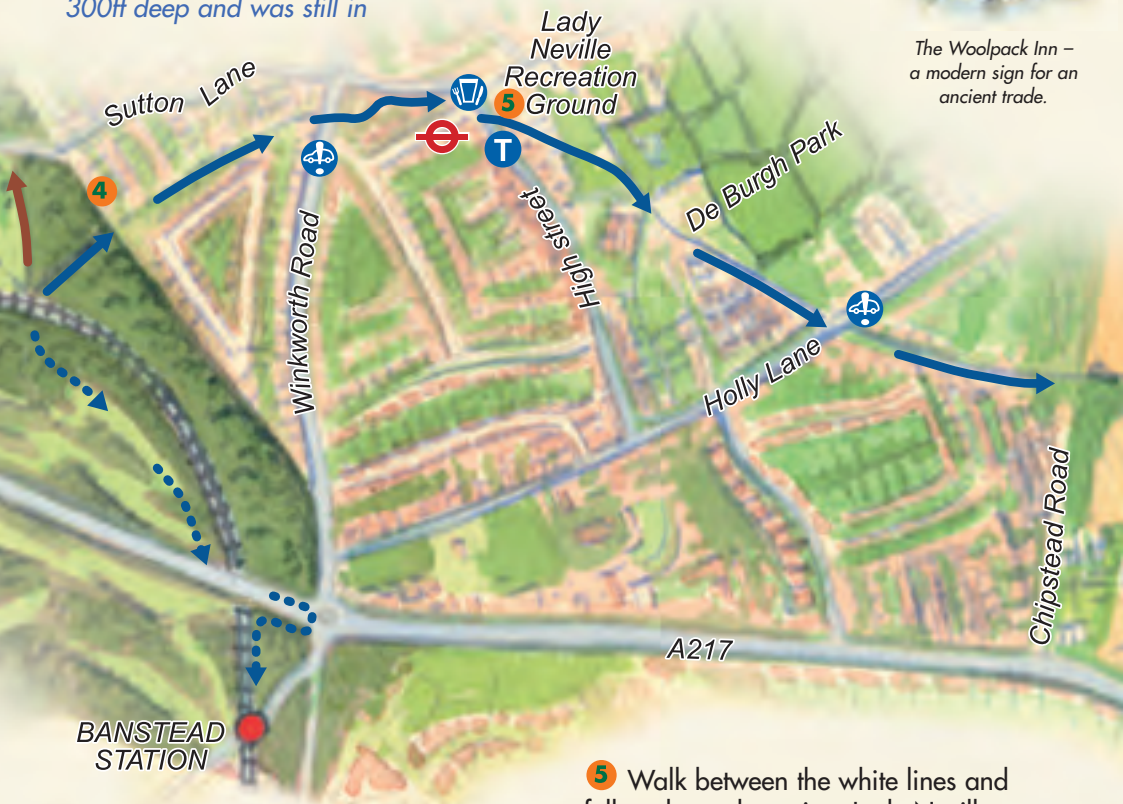 300ft deep and was still in
The Woolpack Inn –
a modern sign for an
ancient trade.
Lady
Neville
Recreation
Ground
Sutton Lane
5
T
4
De Burgh Park
High street
Winkworth Road
Holly Lane
Chipstead Road
A217
BANSTEAD
STATION
5 Walk between the white lines and